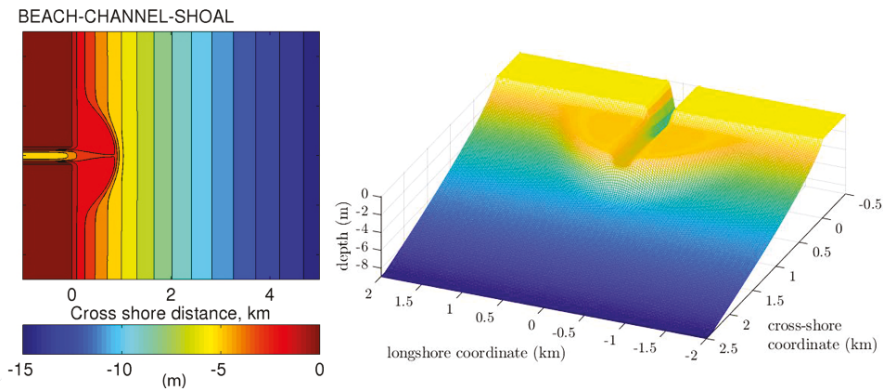 BEACH-CHANNEL-SHOAL
0 2 4
Cross shore distance, km
-15 -10 -5 0
(m)
0
-2
-4
-6
-8
depth (m)
2 1.5 1 0.5 0 -0.5 -1 -1.5 -2
longshore coordinate (km)
-0.5
0
0.5
1
1.5
2
2.5
cross-shore
coordinate (km)